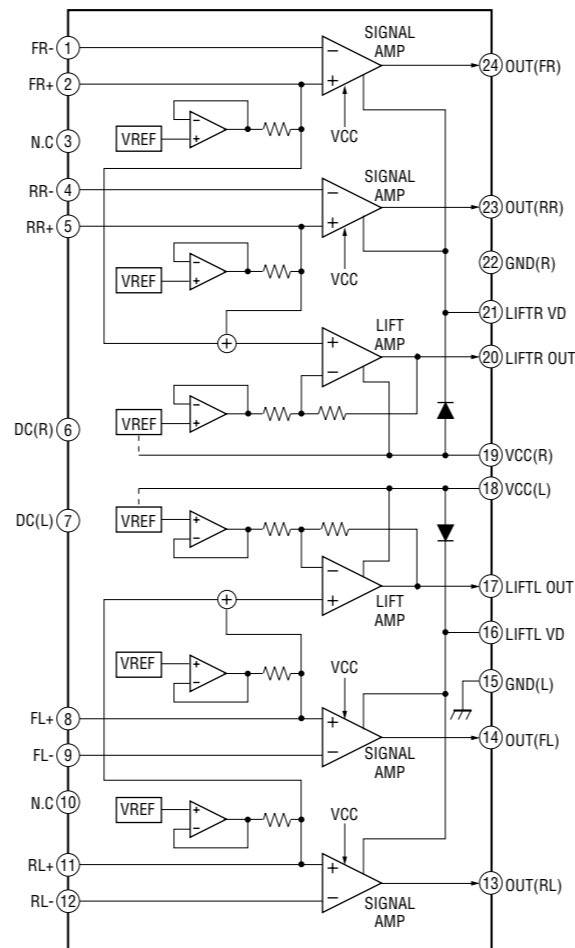 FR- 1
SIGNAL AMP
24 OUT(FR)
FR+ 2
- +
VREF
VCC
N.C 3
RR- 4
SIGNAL AMP
23 OUT(RR)
RR+ 5
- +
VREF
VCC
22 GND(R)
21 LIFTR VD
LIFT AMP
20 LIFTR OUT
+ -
DC(R) 6
VREF
- +
19 VCC(R)
18 VCC(L)
DC(L) 7
VREF
+ -
17 LIFTL OUT
- +
LIFT AMP
16 LIFTL VD
VREF
+ -
VCC
15 GND(L)
FL+ 8
+ -
14 OUT(FL)
FL- 9
SIGNAL AMP
N.C 10
VREF
+ -
VCC
RL+ 11
+ -
13 OUT(RL)
RL- 12
SIGNAL AMP